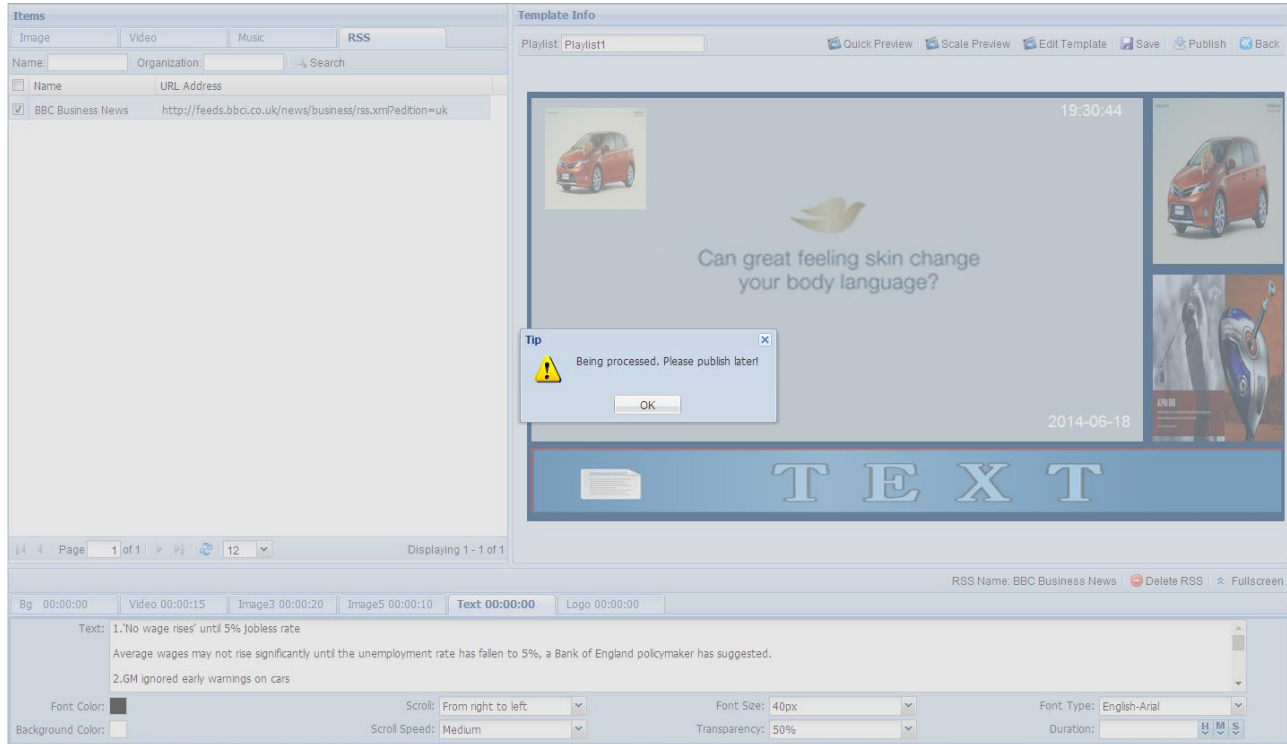 Items
Image Video Music RSS
Name: Organization: Search
Name URL Address
BBC Business News http://feeds.bbci.co.uk/news/business/rss.xml?edition=uk
Page 1 of 1 12 Displaying 1 - 1 of 1
Template Info
Playlist Playlist1 Quick Preview Scale Preview Edit Template Save Publish Back
19:30:44
Can great feeling skin change
your body language?
2014-06-18
ALPHA DOG
TEXT
Tip
Being processed. Please publish later!
OK
RSS Name: BBC Business News Delete RSS Fullscreen
Bg 00:00:00 Video 00:00:15 Image3 00:00:20 Image5 00:00:10 Text 00:00:00 Logo 00:00:00
Text: 1.'No wage rises' until 5% jobless rate
Average wages may not rise significantly until the unemployment rate has fallen to 5%, a Bank of England policymaker has suggested.
2.GM ignored early warnings on cars
Font Color: Scroll: From right to left Font Size: 40px Font Type: English-Arial
Background Color: Scroll Speed: Medium Transparency: 50% Duration: H M S